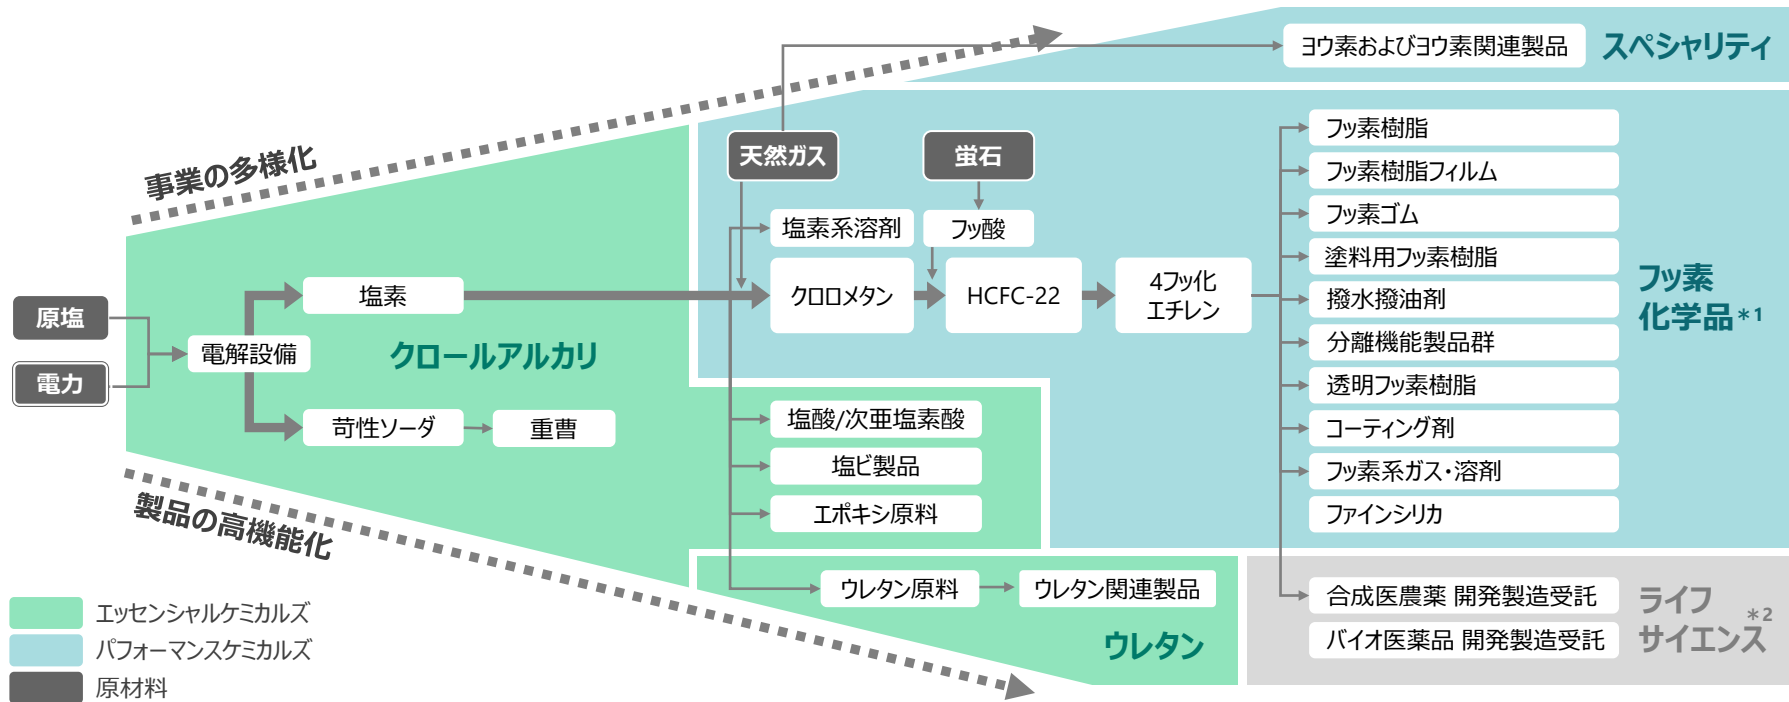 ヨウ素およびヨウ素関連製品
スペシャリティ
事業の多様化
天然ガス
蛍石
塩素系溶剤
フッ酸
フッ素樹脂
フッ素樹脂フィルム
フッ素ゴム
塗料用フッ素樹脂
撥水撥油剤
分離機能製品群
透明フッ素樹脂
コーティング剤
フッ素系ガス・溶剤
ファインシリカ
フッ素
化学品*1
原塩
電力
電解設備
塩素
クロロメタン
HCFC-22
4フッ化
エチレン
クロールアルカリ
苛性ソーダ
重曹
塩酸/次亜塩素酸
塩ビ製品
エポキシ原料
製品の高機能化
ウレタン原料
ウレタン関連製品
ウレタン
合成医農薬 開発製造受託
バイオ医薬品 開発製造受託
ライフ
サイエンス*2
エッセンシャルケミカルズ
パフォーマンスケミカルズ
原材料